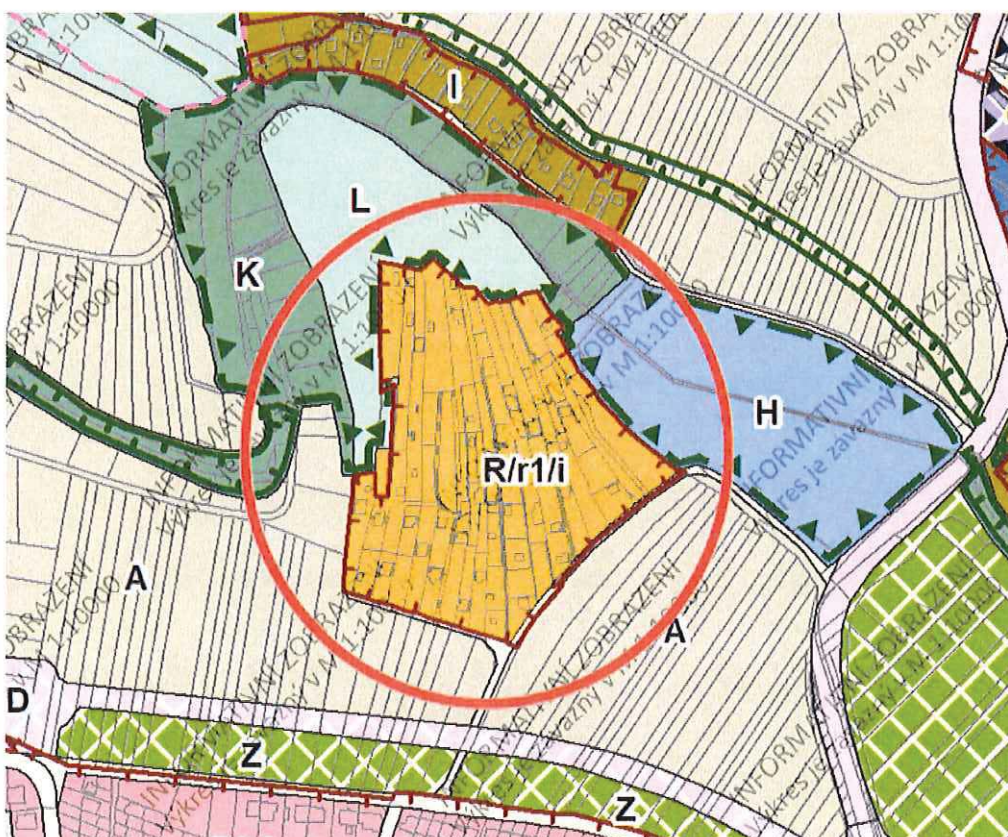 I
L
K
H
R/r1/i
A
A
D
Z
Z
INFORMATIVNÍ ZOBRAZENÍ
Výkres je závazný v M 1:10000